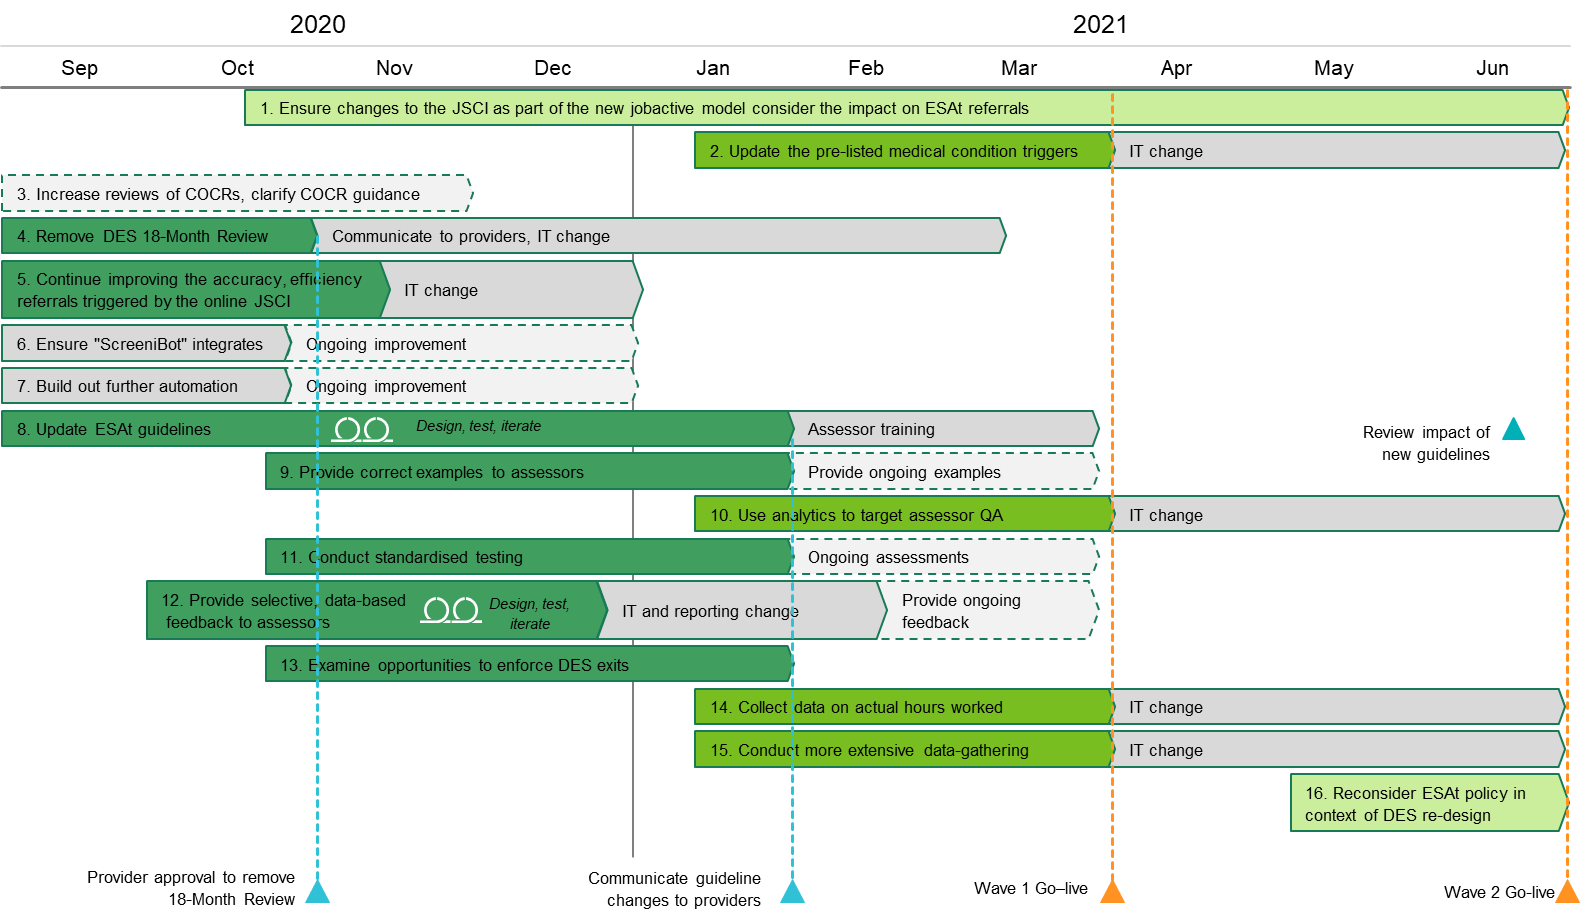 2020
2021
Sep
Oct
Nov
Dec
Jan
Feb
Mar
Apr
May
Jun
1. Ensure changes to the JSCI as part of the new jobactive model consider the impact on ESAt referrals
2. Update the pre-listed medical condition triggers
IT change
3. Increase reviews of COCRs, clarify COCR guidance
4. Remove DES 18-Month Review
Communicate to providers, IT change
5. Continue improving the accuracy, efficiency
referrals triggered by the online JSCI
IT change
6. Ensure "ScreeniBot" integrates
Ongoing improvement
7. Build out further automation
Ongoing improvement
8. Update ESAt guidelines
Design, test, iterate
Assessor training
Review impact of
new guidelines
9. Provide correct examples to assessors
Provide ongoing examples
10. Use analytics to target assessor QA
IT change
11. Conduct standardised testing
Ongoing assessments
12. Provide selective, data-based
feedback to assessors
Design, test,
iterate
IT and reporting change
Provide ongoing
feedback
13. Examine opportunities to enforce DES exits
14. Collect data on actual hours worked
IT change
15. Conduct more extensive data-gathering
IT change
16. Reconsider ESAt policy in
context of DES re-design
Provider approval to remove
18-Month Review
Communicate guideline
changes to providers
Wave 1 Go–live
Wave 2 Go-live